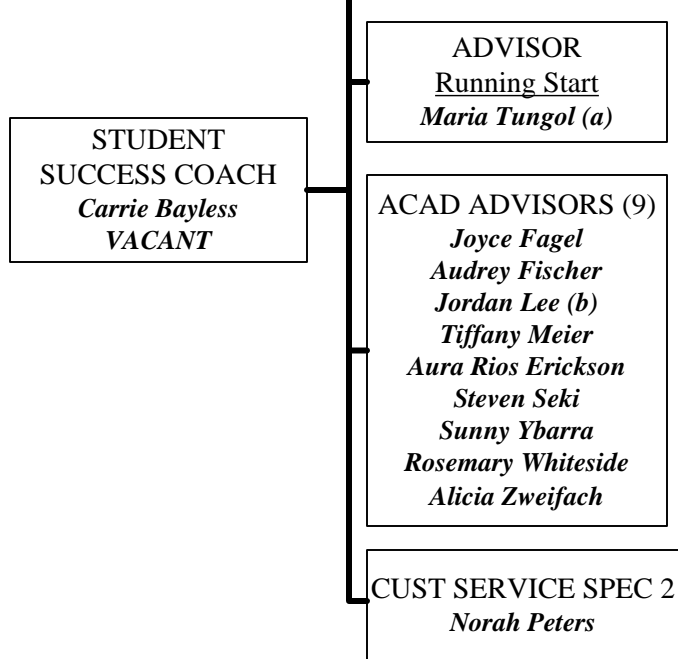 ADVISOR
Running Start
Maria Tungol (a)
STUDENT
SUCCESS COACH
Carrie Bayless
VACANT
ACAD ADVISORS (9)
Joyce Fagel
Audrey Fischer
Jordan Lee (b)
Tiffany Meier
Aura Rios Erickson
Steven Seki
Sunny Ybarra
Rosemary Whiteside
Alicia Zweifach
CUST SERVICE SPEC 2
Norah Peters